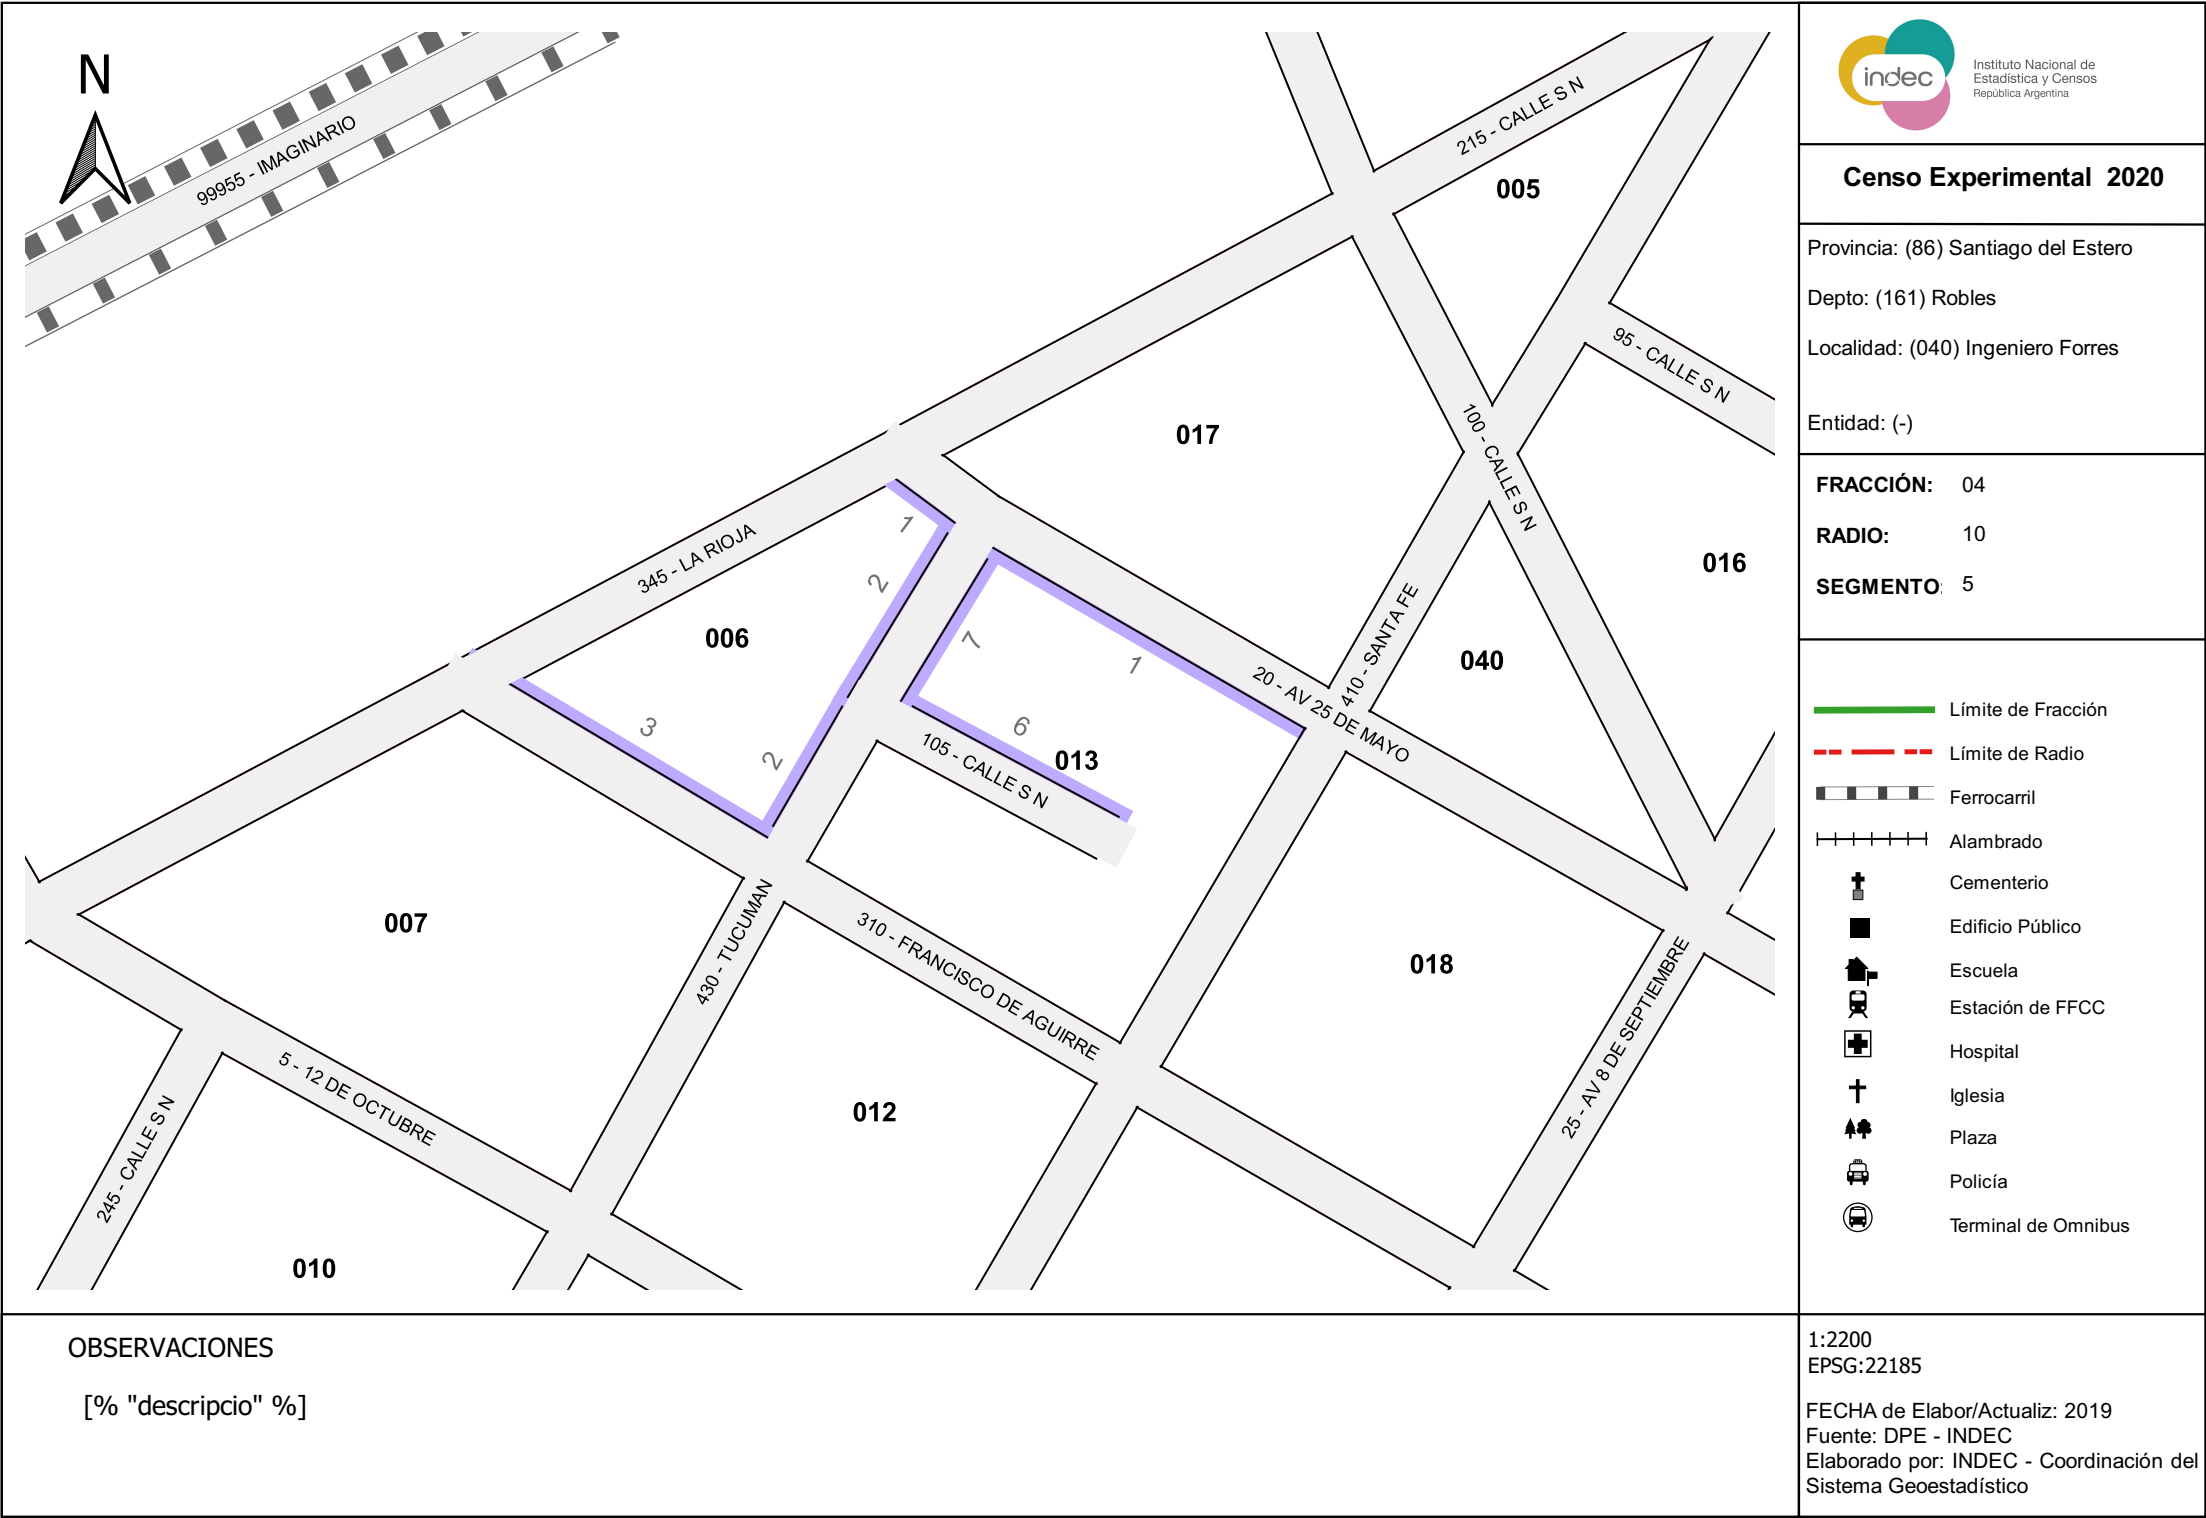 N
99955 - IMAGINARIO
215 - CALLE S N
005
95 - CALLE S N
017
100 - CALLE S N
016
345 - LA RIOJA
1
2
006
7
1
410 - SANTA FE
040
20 - AV 25 DE MAYO
3
2
6
013
105 - CALLE S N
007
430 - TUCUMAN
310 - FRANCISCO DE AGUIRRE
018
25 - AV 8 DE SEPTIEMBRE
5 - 12 DE OCTUBRE
245 - CALLE S N
012
010
indec
Instituto Nacional de
Estadística y Censos
República Argentina
Censo Experimental 2020
Provincia: (86) Santiago del Estero
Depto: (161) Robles
Localidad: (040) Ingeniero Forres
Entidad: (-)
FRACCIÓN: 04
RADIO: 10
SEGMENTO: 5
Límite de Fracción
Límite de Radio
Ferrocarril
Alambrado
Cementerio
Edificio Público
Escuela
Estación de FFCC
Hospital
Iglesia
Plaza
Policía
Terminal de Omnibus
OBSERVACIONES
[% "descripcio" %]
1:2200
EPSG:22185
FECHA de Elabor/Actualiz: 2019
Fuente: DPE - INDEC
Elaborado por: INDEC - Coordinación del
Sistema Geoestadístico